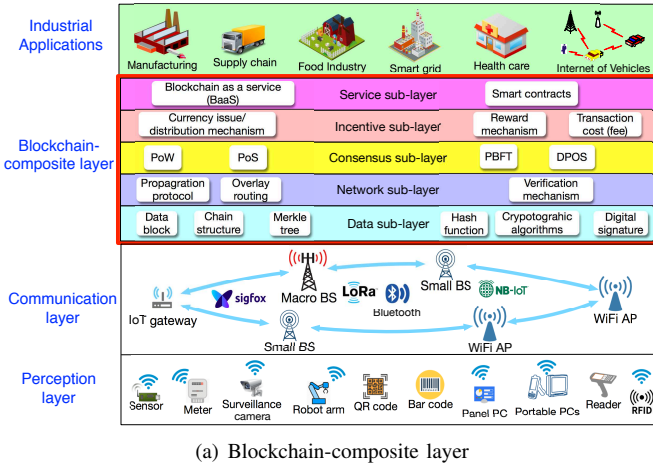 Industrial
Applications
Manufacturing
Supply chain
Food Industry
Smart grid
Health care
Internet of Vehicles
Blockchain-
composite layer
Blockchain as a service
(BaaS)
Service sub-layer
Smart contracts
Currency issue/
distribution mechanism
Incentive sub-layer
Reward
mechanism
Transaction
cost (fee)
PoW
PoS
Consensus sub-layer
PBFT
DPOS
Propagration
protocol
Overlay
routing
Network sub-layer
Verification
mechanism
Data
block
Chain
structure
Merkle
tree
Data sub-layer
Hash
function
Crypotograhic
algorithms
Digital
signature
Communication
layer
IoT gateway
sigfox
Macro BS
LoRa
Bluetooth
Small BS
NB-IoT
WiFi AP
Small BS
WiFi AP
Perception
layer
Sensor
Meter
Surveillance
camera
Robot arm
QR code
Bar code
Panel PC
Portable PCs
Reader
RFID
(a) Blockchain-composite layer